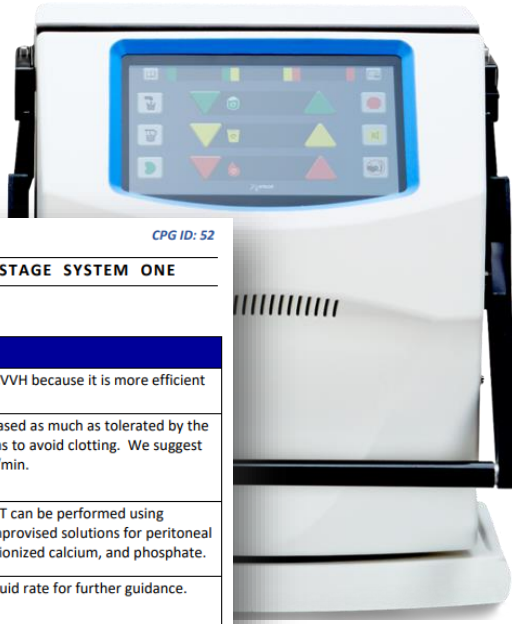 CPG ID: 52
STAGE SYSTEM ONE
VVH because it is more efficient
ased as much as tolerated by the
s to avoid clotting. We suggest
/min.
T can be performed using
provised solutions for peritoneal
ionized calcium, and phosphate.
uid rate for further guidance.